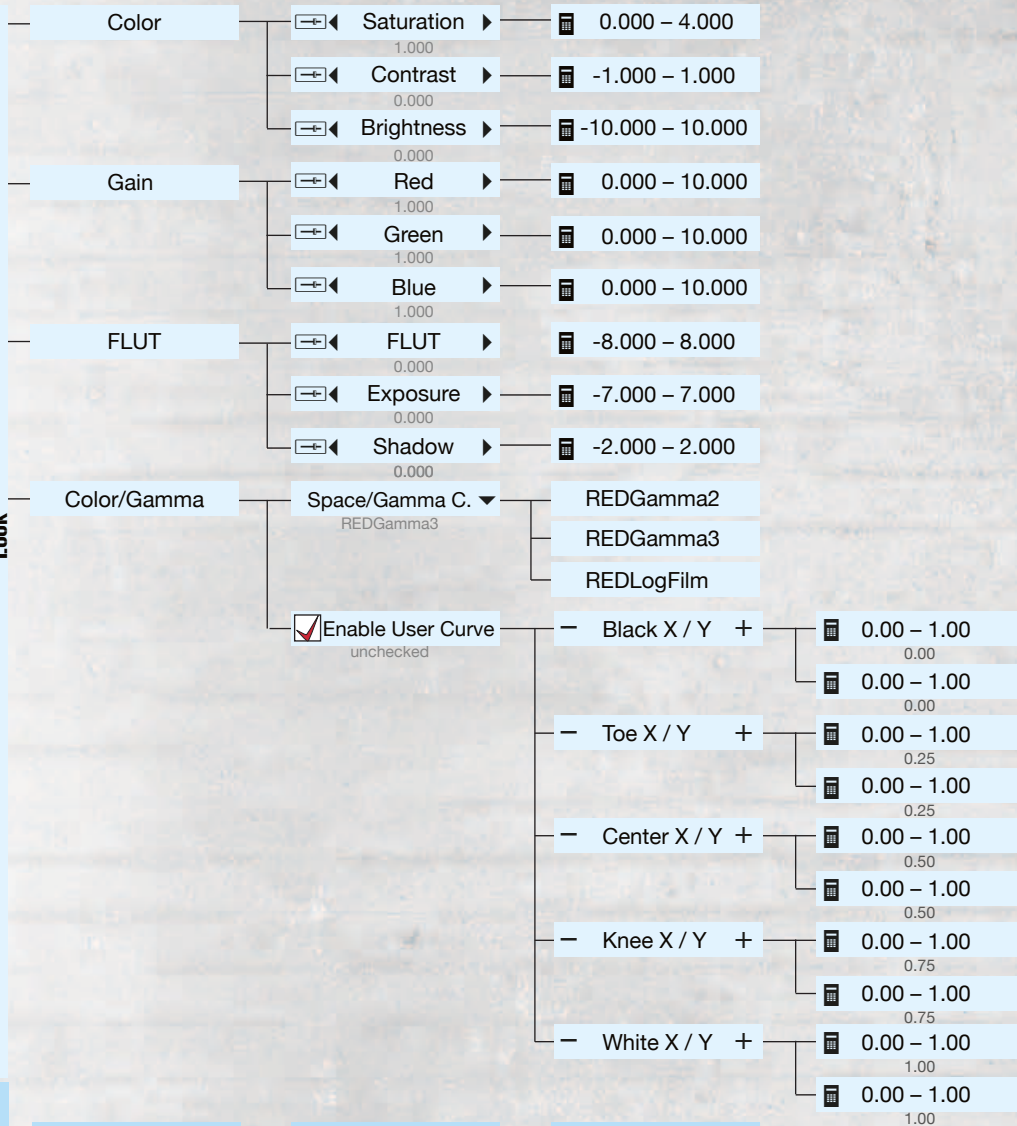 Color
Saturation
1.000
0.000 – 4.000
Contrast
0.000
-1.000 – 1.000
Brightness
0.000
-10.000 – 10.000
Gain
Red
1.000
0.000 – 10.000
Green
1.000
0.000 – 10.000
Blue
1.000
0.000 – 10.000
FLUT
FLUT
0.000
-8.000 – 8.000
Exposure
0.000
-7.000 – 7.000
Shadow
0.000
-2.000 – 2.000
Color/Gamma
Space/Gamma C.
REDGamma3
REDGamma2
REDGamma3
REDLogFilm
Enable User Curve
unchecked
− Black X / Y +
0.00 – 1.00
0.00
0.00 – 1.00
0.00
− Toe X / Y +
0.00 – 1.00
0.25
0.00 – 1.00
0.25
− Center X / Y +
0.00 – 1.00
0.50
0.00 – 1.00
0.50
− Knee X / Y +
0.00 – 1.00
0.75
0.00 – 1.00
0.75
− White X / Y +
0.00 – 1.00
1.00
0.00 – 1.00
1.00